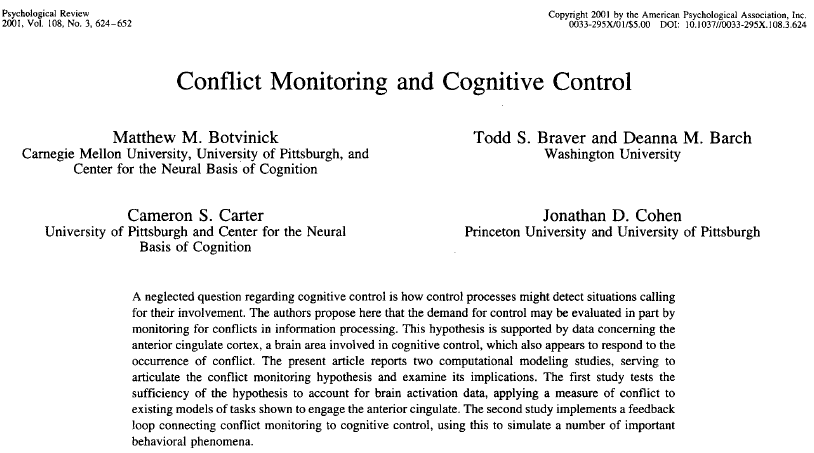 Psychological Review
2001, Vol. 108, No. 3, 624–652
Copyright 2001 by the American Psychological Association, Inc.
0033-295X/01/$5.00 DOI: 10.1037//0033-295X.108.3.624
Conflict Monitoring and Cognitive Control
Matthew M. Botvinick
Carnegie Mellon University, University of Pittsburgh, and
Center for the Neural Basis of Cognition
Todd S. Braver and Deanna M. Barch
Washington University
Cameron S. Carter
University of Pittsburgh and Center for the Neural
Basis of Cognition
Jonathan D. Cohen
Princeton University and University of Pittsburgh
A neglected question regarding cognitive control is how control processes might detect situations calling
for their involvement. The authors propose here that the demand for control may be evaluated in part by
monitoring for conflicts in information processing. This hypothesis is supported by data concerning the
anterior cingulate cortex, a brain area involved in cognitive control, which also appears to respond to the
occurrence of conflict. The present article reports two computational modeling studies, serving to
articulate the conflict monitoring hypothesis and examine its implications. The first study tests the
sufficiency of the hypothesis to account for brain activation data, applying a measure of conflict to
existing models of tasks shown to engage the anterior cingulate. The second study implements a feedback
loop connecting conflict monitoring to cognitive control, using this to simulate a number of important
behavioral phenomena.